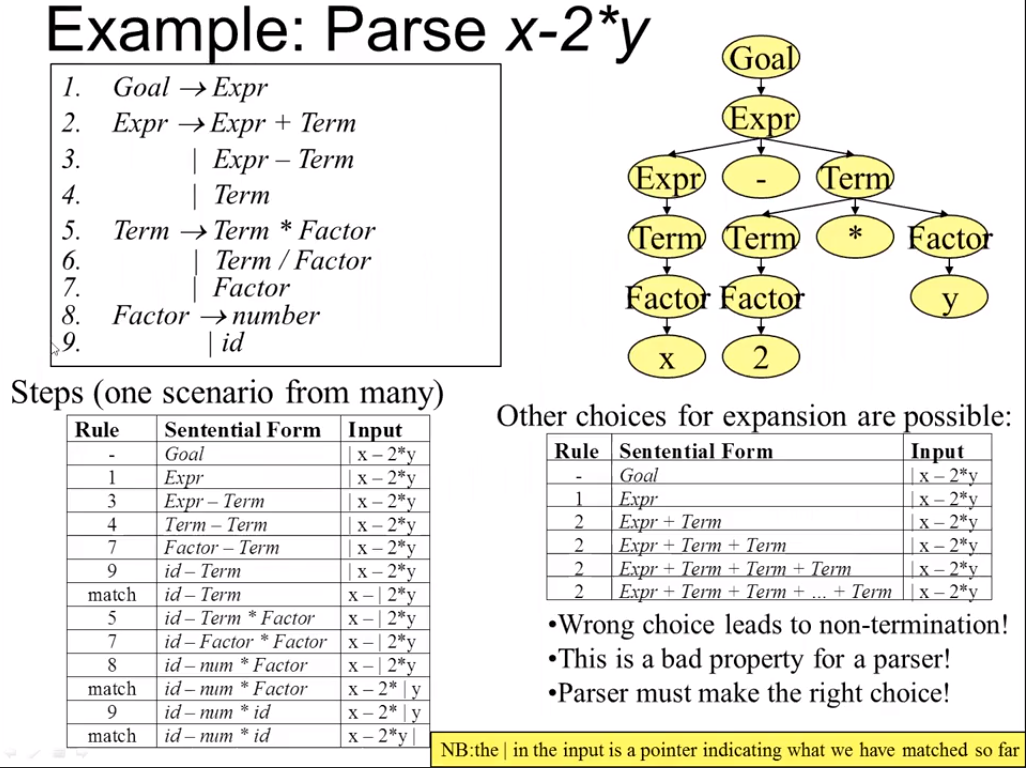 Example: Parse x-2*y
1. Goal → Expr
2. Expr → Expr + Term
3. | Expr – Term
4. | Term
5. Term → Term * Factor
6. | Term / Factor
7. | Factor
8. Factor → number
9. | id
Goal
Expr
Expr - Term
Term Term * Factor
Factor Factor y
x 2
Steps (one scenario from many)
Rule Sentential Form Input
- Goal | x – 2*y
1 Expr | x – 2*y
3 Expr – Term | x – 2*y
4 Term – Term | x – 2*y
7 Factor – Term | x – 2*y
9 id – Term | x – 2*y
match id – Term x – | 2*y
5 id – Term * Factor x – | 2*y
7 id – Factor * Factor x – | 2*y
8 id – num * Factor x – | 2*y
match id – num * Factor x – 2* | y
9 id – num * id x – 2* | y
match id – num * id x – 2*y |
Other choices for expansion are possible:
Rule Sentential Form Input
- Goal | x – 2*y
1 Expr | x – 2*y
2 Expr + Term | x – 2*y
2 Expr + Term + Term | x – 2*y
2 Expr + Term + Term + Term | x – 2*y
2 Expr + Term + Term + ... + Term | x – 2*y
•Wrong choice leads to non-termination!
•This is a bad property for a parser!
•Parser must make the right choice!
NB:the | in the input is a pointer indicating what we have matched so far